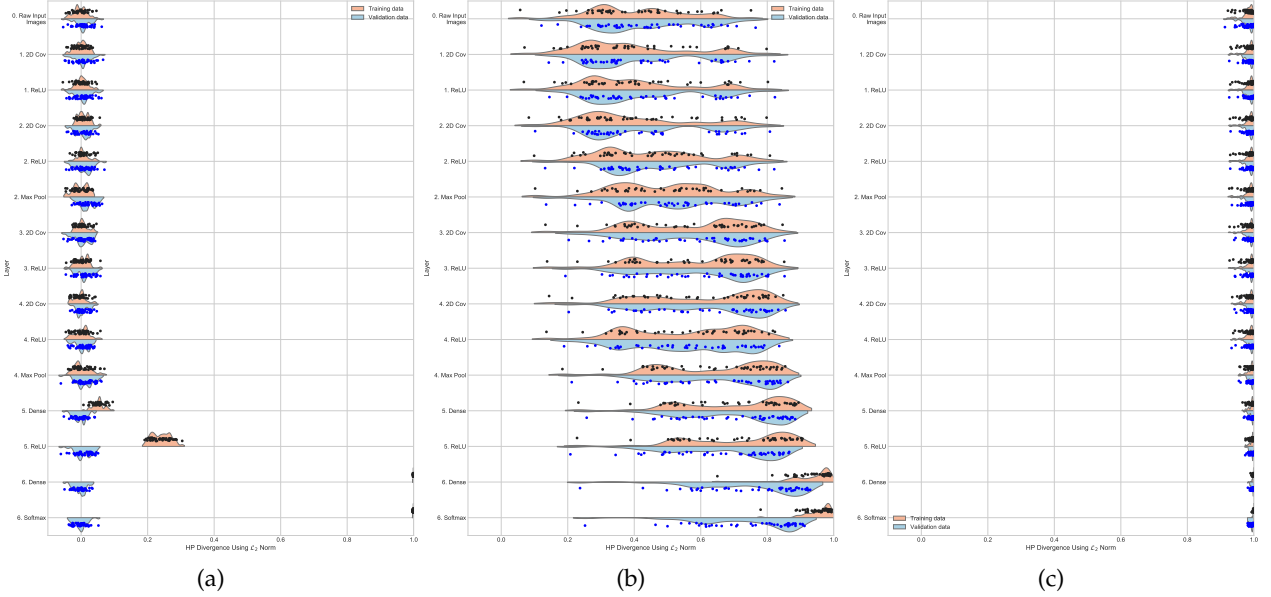 Training data
Validation data
0. Raw Input
Images
1. 2D Cov
1. ReLU
2. 2D Cov
2. ReLU
2. Max Pool
3. 2D Cov
3. ReLU
4. 2D Cov
4. ReLU
4. Max Pool
5. Dense
5. ReLU
6. Dense
6. Softmax
Layer
0.0 0.2 0.4 0.6 0.8 1.0
HP Divergence Using ℒ₂ Norm
(a)
Training data
Validation data
0. Raw Input
Images
1. 2D Cov
1. ReLU
2. 2D Cov
2. ReLU
2. Max Pool
3. 2D Cov
3. ReLU
4. 2D Cov
4. ReLU
4. Max Pool
5. Dense
5. ReLU
6. Dense
6. Softmax
Layer
0.0 0.2 0.4 0.6 0.8 1.0
HP Divergence Using ℒ₂ Norm
(b)
0. Raw Input
Images
1. 2D Cov
1. ReLU
2. 2D Cov
2. ReLU
2. Max Pool
3. 2D Cov
3. ReLU
4. 2D Cov
4. ReLU
4. Max Pool
5. Dense
5. ReLU
6. Dense
6. Softmax
Layer
Training data
Validation data
0.0 0.2 0.4 0.6 0.8 1.0
HP Divergence Using ℒ₂ Norm
(c)